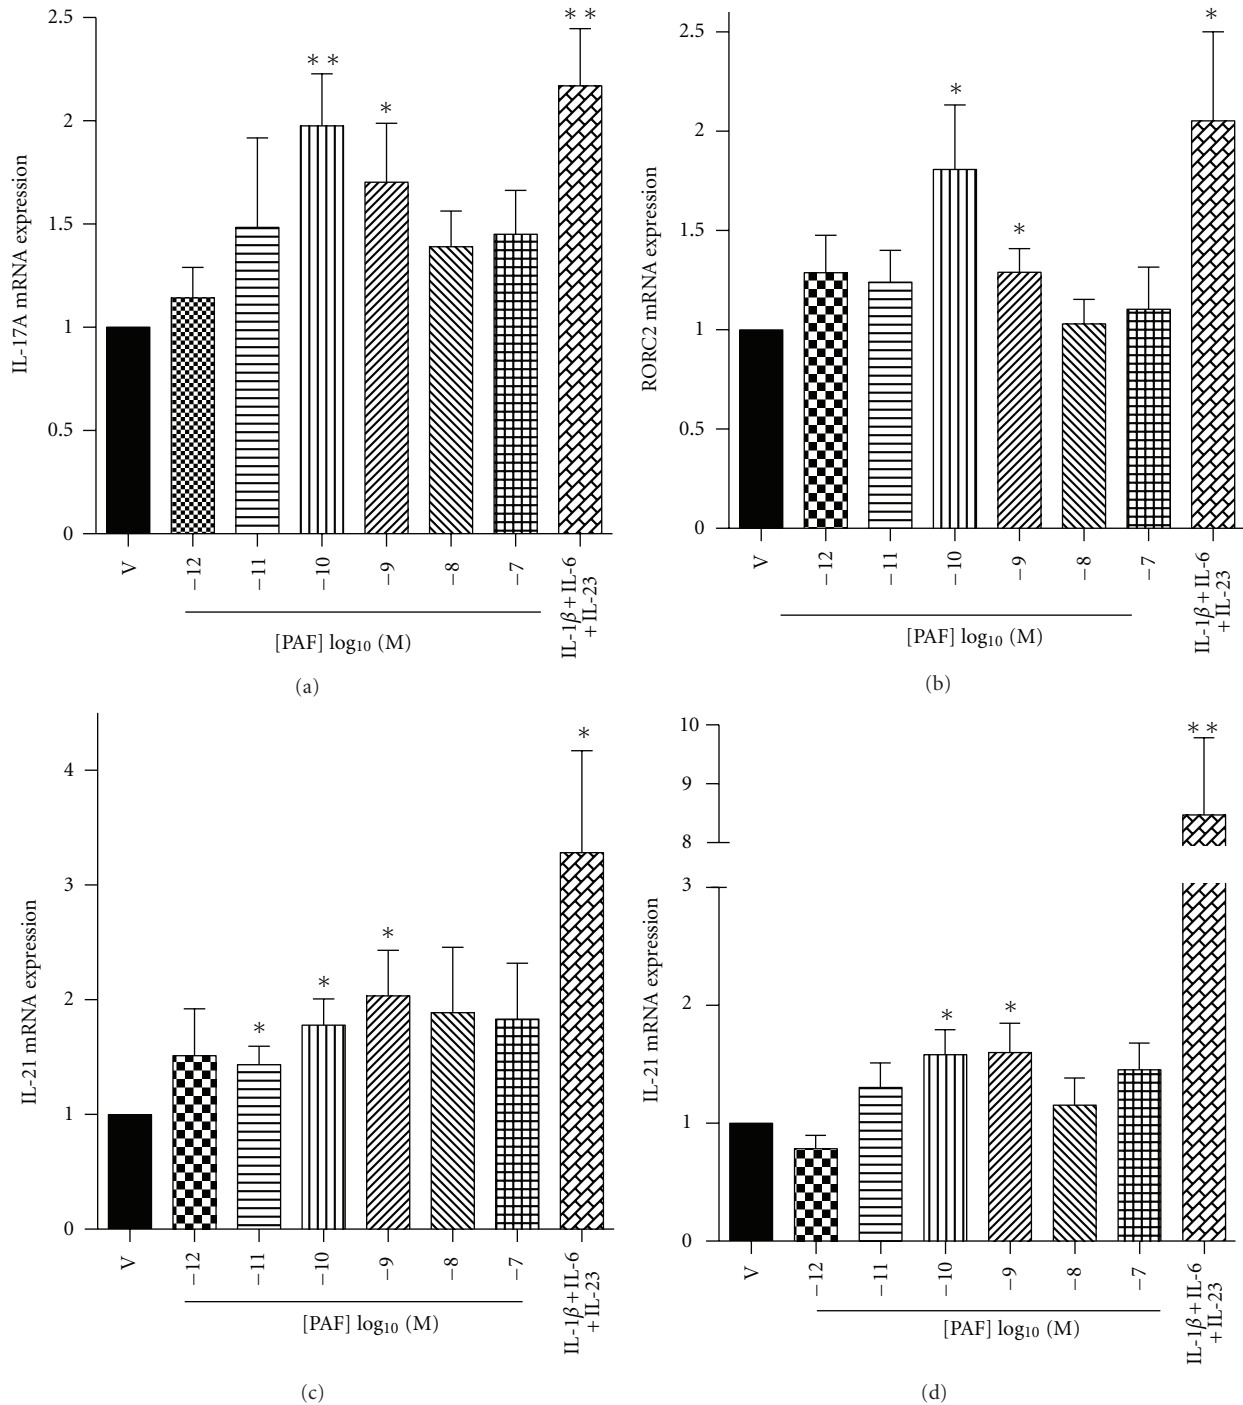 2.5
2
1.5
1
0.5
0
IL-17A mRNA expression
∗∗
∗
∗∗
V
−12
−11
−10
−9
−8
−7
IL-1β+IL-6
+IL-23
[PAF] log₁₀ (M)
(a)
2.5
2
1.5
1
0.5
0
RORC2 mRNA expression
∗
∗
∗
V
−12
−11
−10
−9
−8
−7
IL-1β+IL-6
+IL-23
[PAF] log₁₀ (M)
(b)
4
3
2
1
0
IL-21 mRNA expression
∗
∗
∗
∗
V
−12
−11
−10
−9
−8
−7
IL-1β+IL-6
+IL-23
[PAF] log₁₀ (M)
(c)
10
9
8
3
2
1
0
IL-21 mRNA expression
∗
∗
∗∗
V
−12
−11
−10
−9
−8
−7
IL-1β+IL-6
+IL-23
[PAF] log₁₀ (M)
(d)